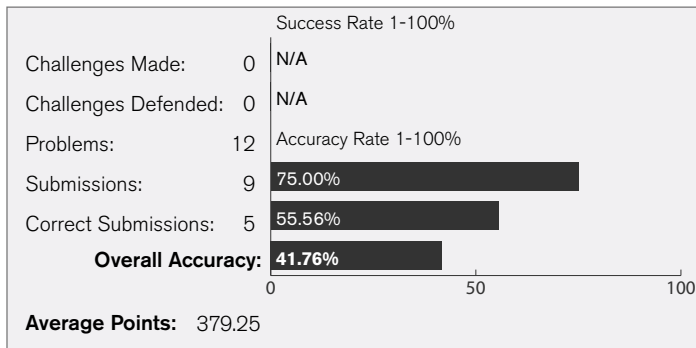 Success Rate 1-100%
Challenges Made: 0 N/A
Challenges Defended: 0 N/A
Problems: 12 Accuracy Rate 1-100%
Submissions: 9 75.00%
Correct Submissions: 5 55.56%
Overall Accuracy: 41.76%
0 50 100
Average Points: 379.25